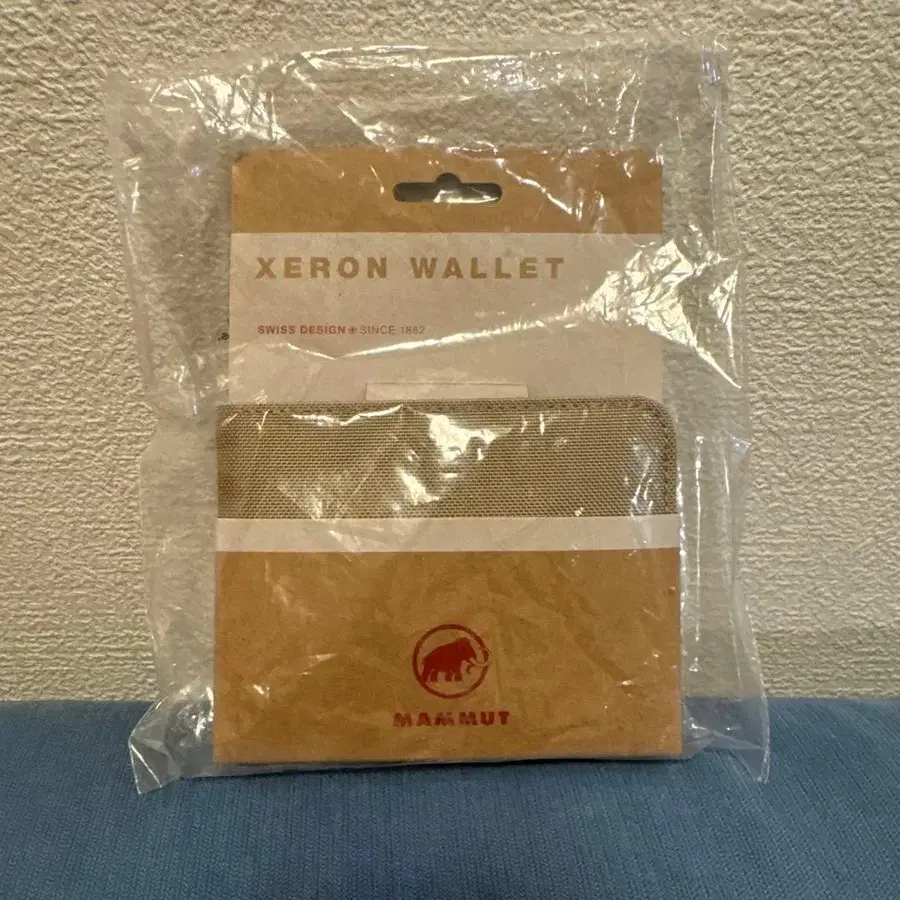 XERON WALLET
SWISS DESIGN + SINCE 1862
MAMMUT